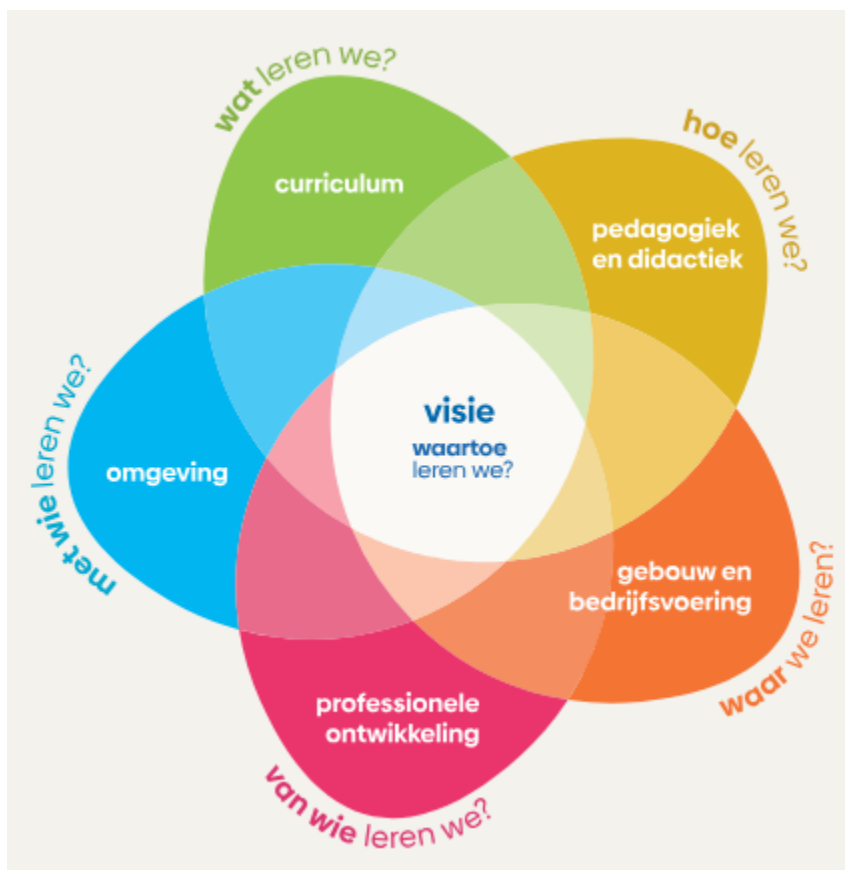 wat leren we?
curriculum
hoe leren we?
pedagogiek
en didactiek
visie
waartoe
leren we?
met wie leren we?
omgeving
gebouw en
bedrijfsvoering
waar we leren?
professionele
ontwikkeling
van wie leren we?